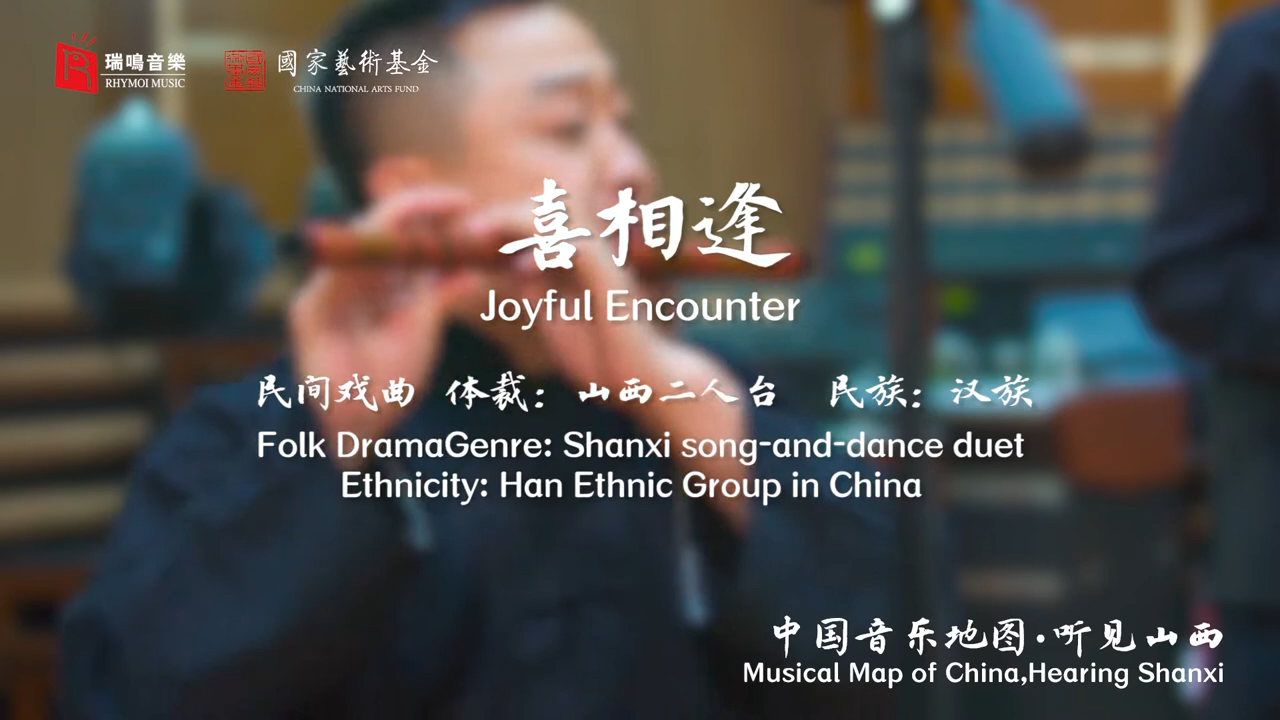 瑞鳴音樂
RHYMOI MUSIC
國家藝術基金
CHINA NATIONAL ARTS FUND
喜相逢
Joyful Encounter
民间戏曲 体裁：山西二人台 民族：汉族
Folk DramaGenre: Shanxi song-and-dance duet
Ethnicity: Han Ethnic Group in China
中国音乐地图·听见山西
Musical Map of China,Hearing Shanxi